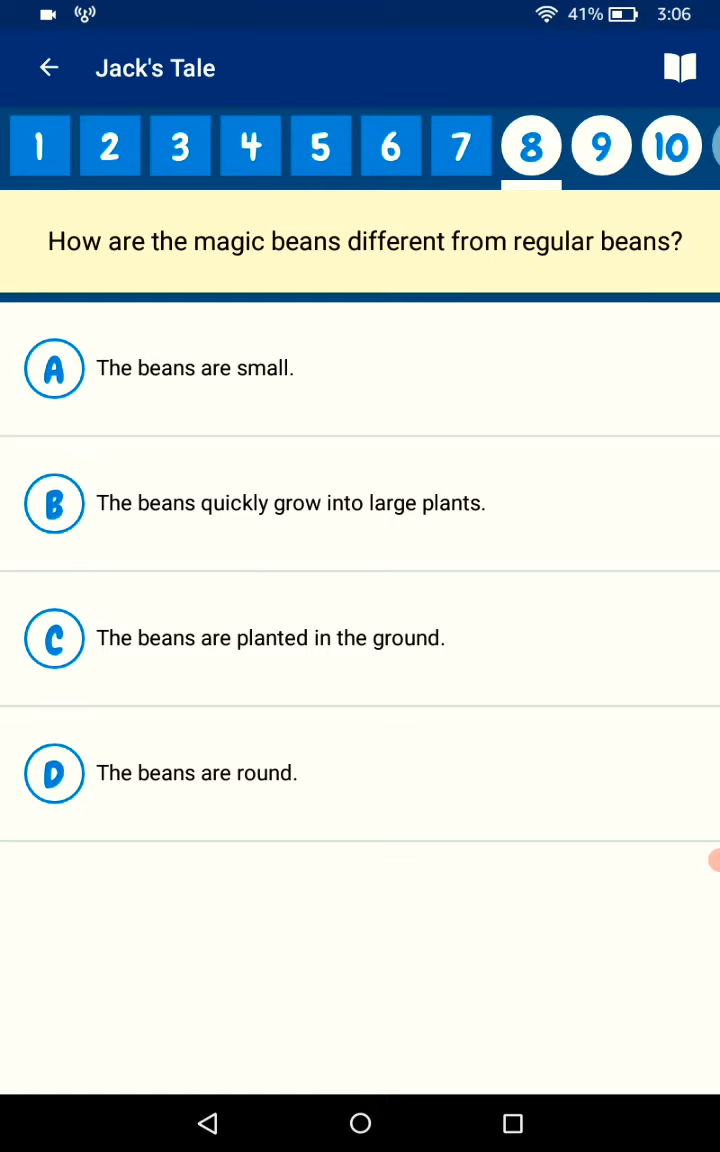 41% 3:06
Jack's Tale
1 2 3 4 5 6 7 8 9 10
How are the magic beans different from regular beans?
A The beans are small.
B The beans quickly grow into large plants.
C The beans are planted in the ground.
D The beans are round.